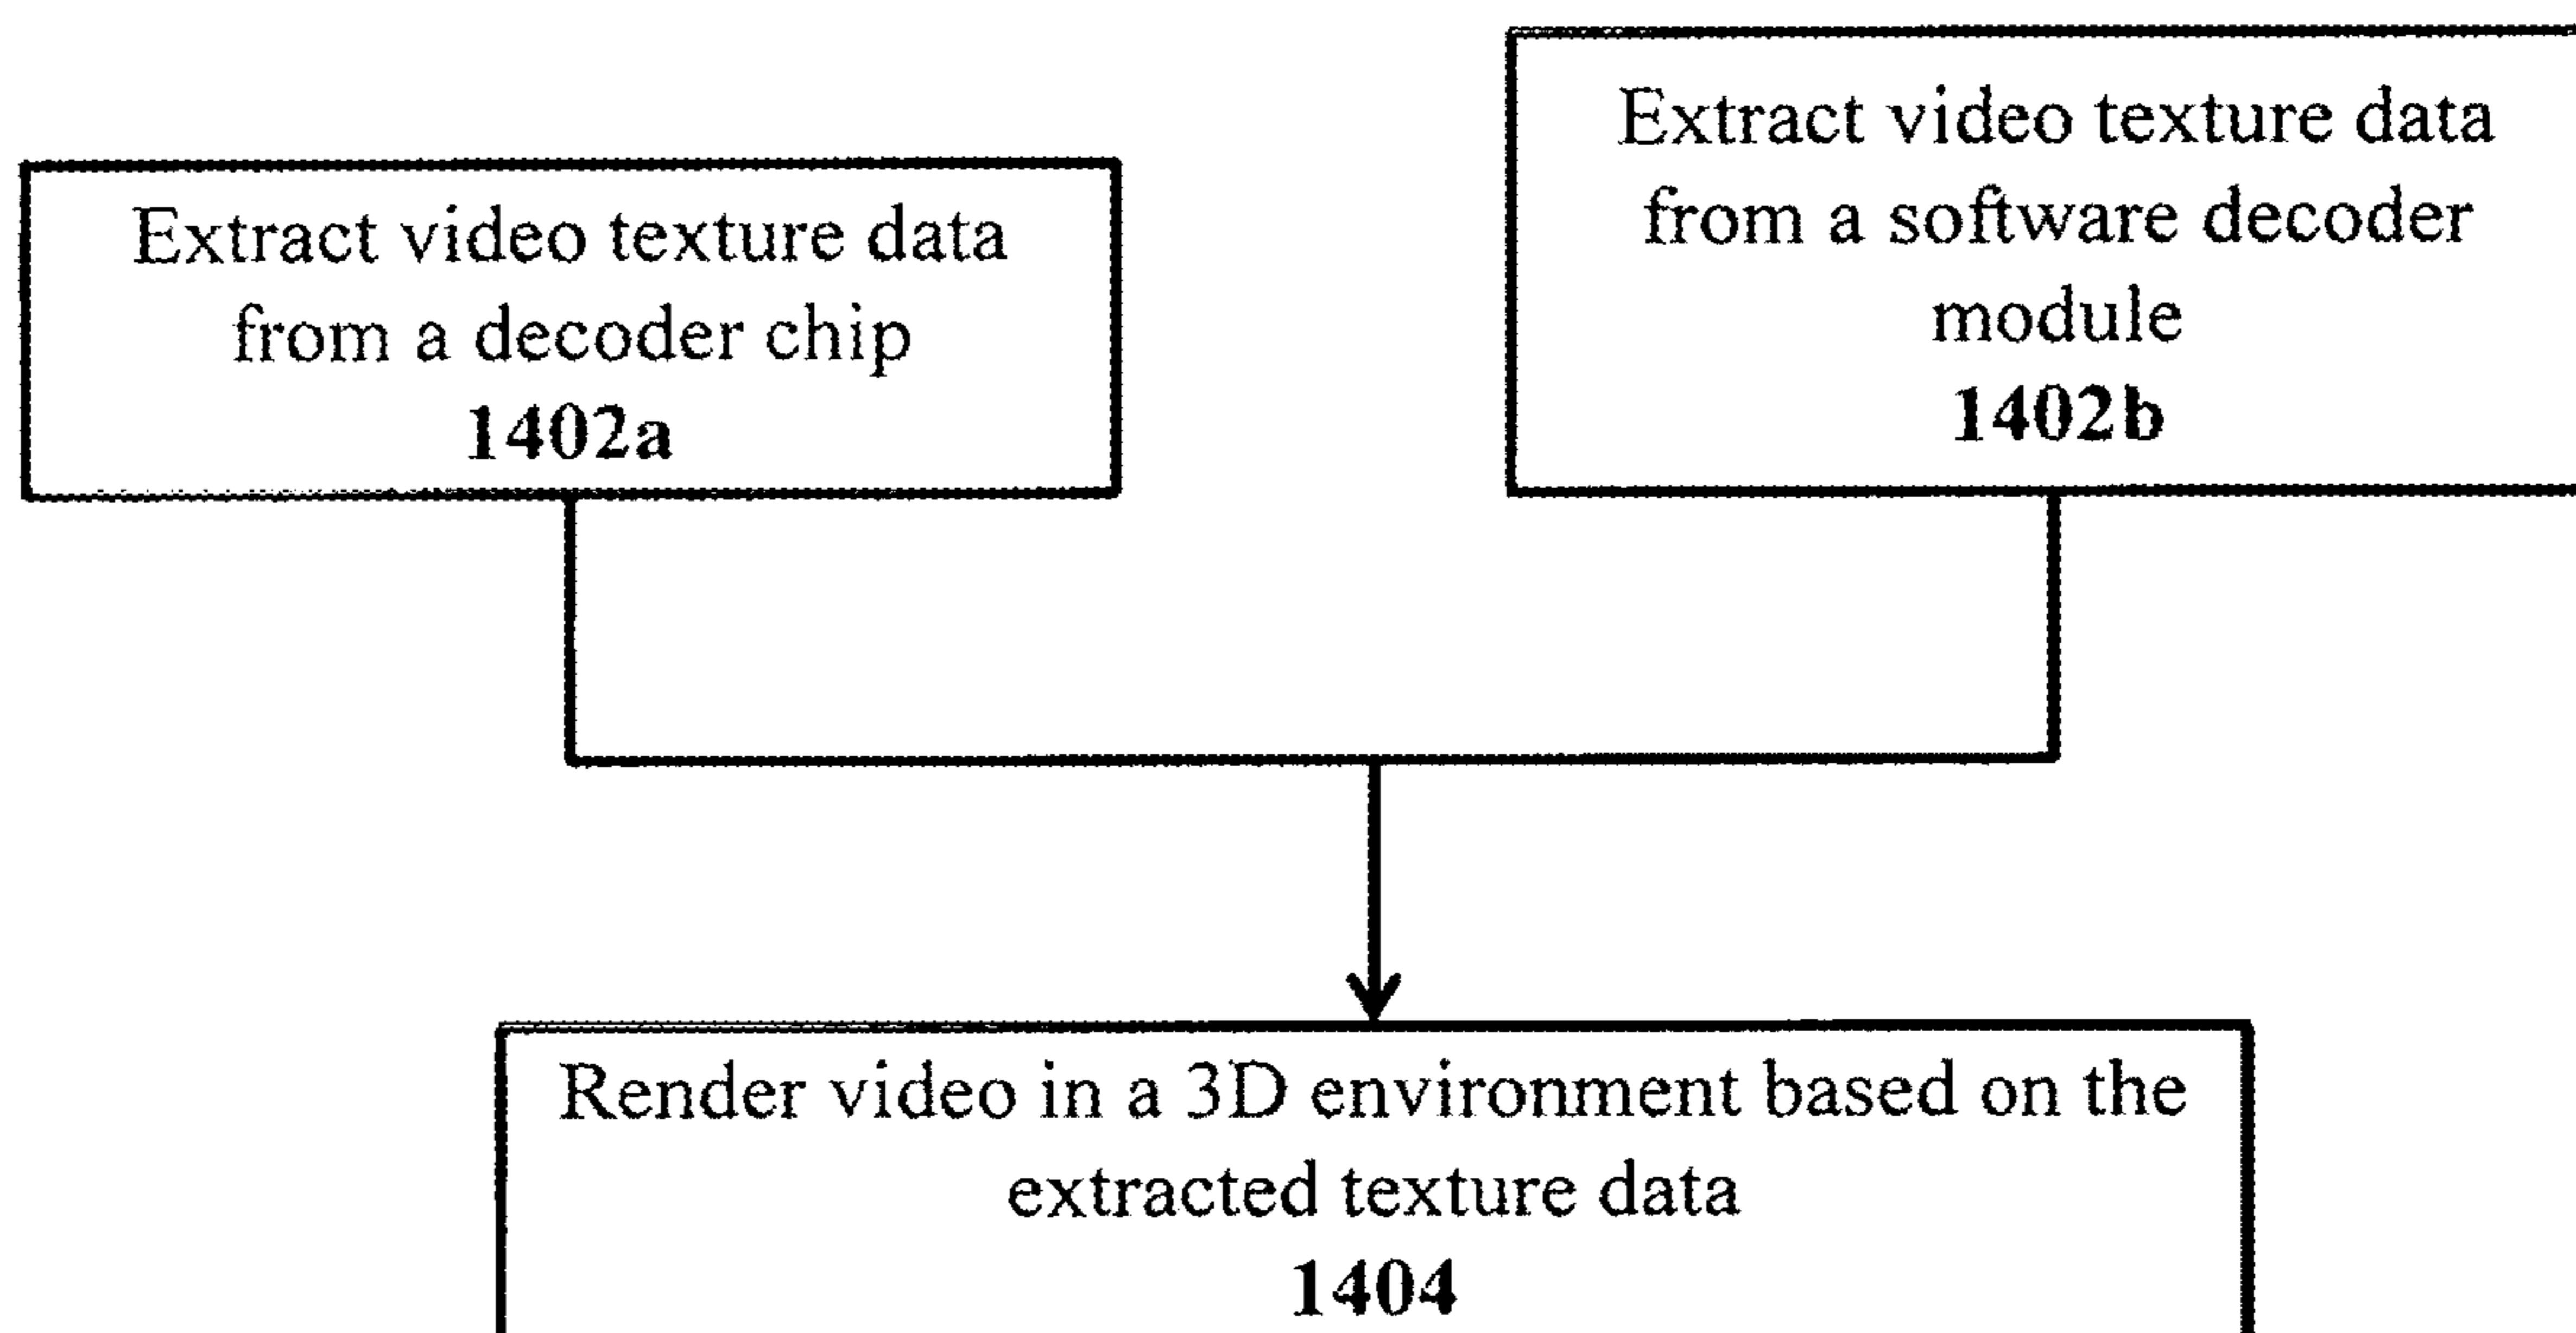 Extract video texture data
from a decoder chip
1402a
Extract video texture data
from a software decoder
module
1402b
Render video in a 3D environment based on the
extracted texture data
1404